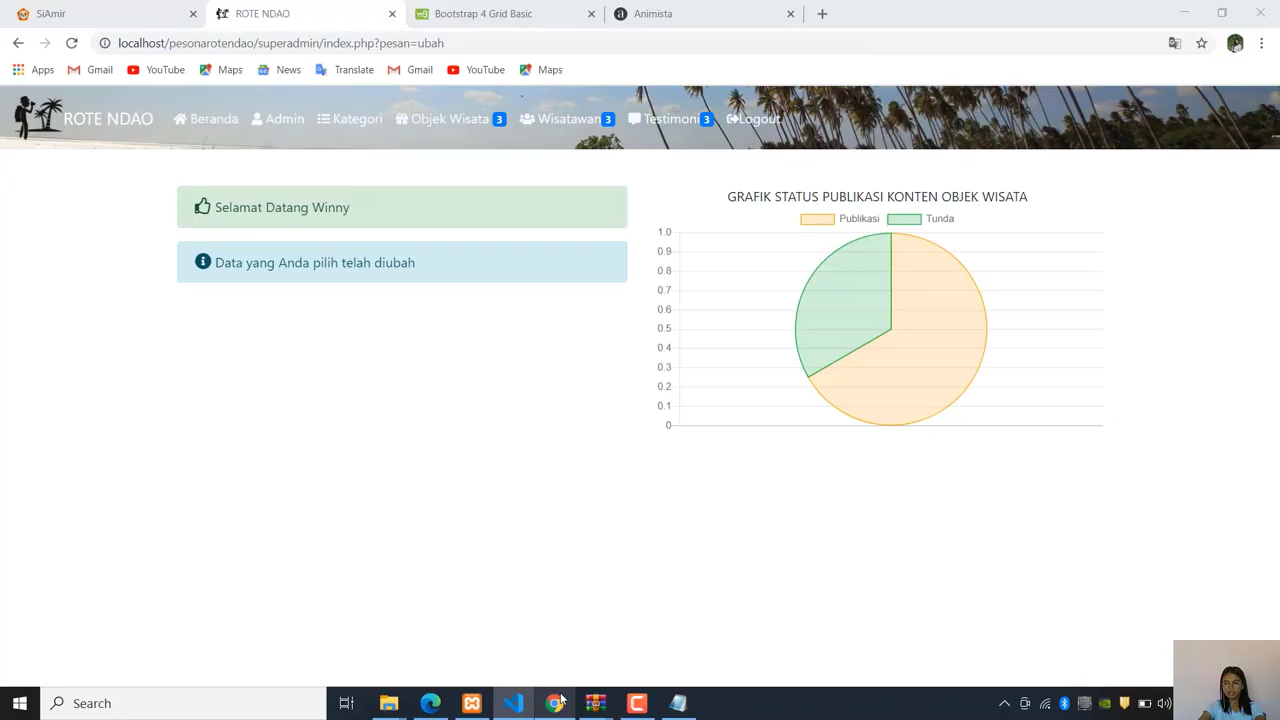 SiAmir
ROTE NDAO
Bootstrap 4 Grid Basic
Animista
localhost/pesonarotendao/superadmin/index.php?pesan=ubah
Apps Gmail YouTube Maps News Translate Gmail YouTube Maps
ROTE NDAO Beranda Admin Kategori Objek Wisata 3 Wisatawan 3 Testimoni 3 Logout
Selamat Datang Winny
Data yang Anda pilih telah diubah
GRAFIK STATUS PUBLIKASI KONTEN OBJEK WISATA
Publikasi Tunda
1.0
0.9
0.8
0.7
0.6
0.5
0.4
0.3
0.2
0.1
0
Search